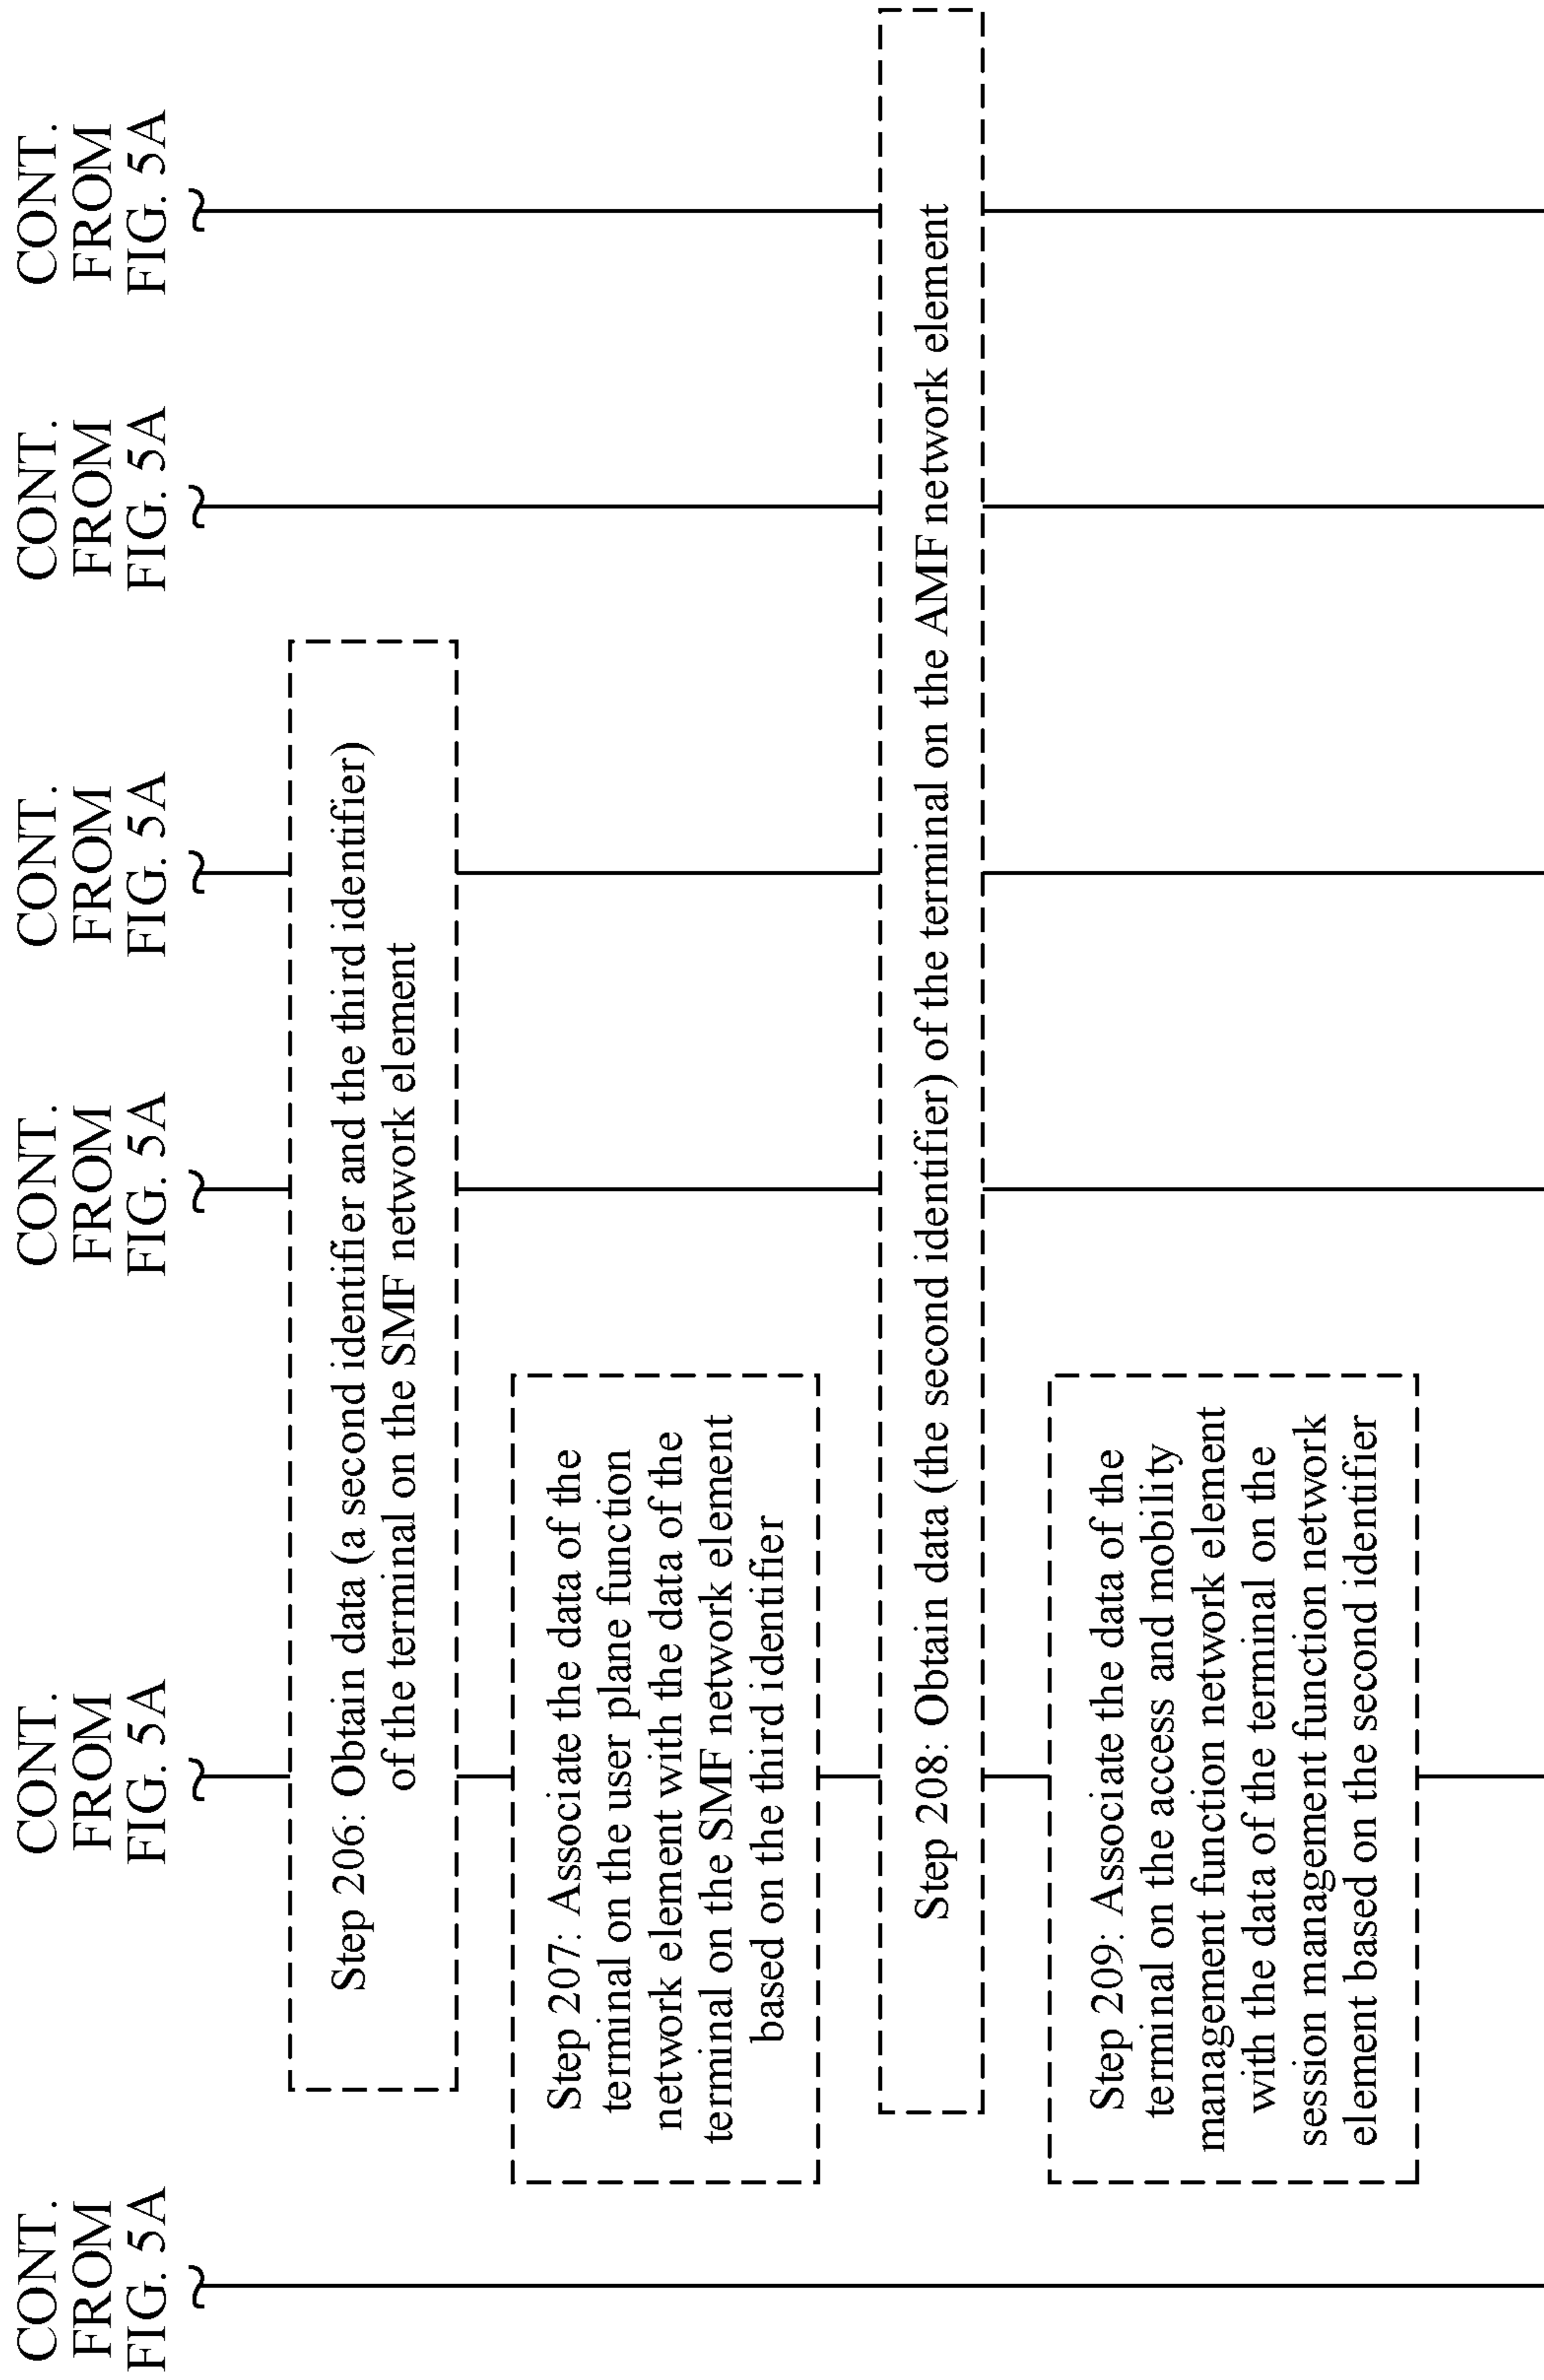 CONT.
FROM
FIG. 5A
CONT.
FROM
FIG. 5A
CONT.
FROM
FIG. 5A
CONT.
FROM
FIG. 5A
CONT.
FROM
FIG. 5A
CONT.
FROM
FIG. 5A
Step 206: Obtain data (a second identifier and the third identifier)
of the terminal on the SMF network element
Step 207: Associate the data of the
terminal on the user plane function
network element with the data of the
terminal on the SMF network element
based on the third identifier
Step 208: Obtain data (the second identifier) of the terminal on the AMF network element
Step 209: Associate the data of the
terminal on the access and mobility
management function network element
with the data of the terminal on the
session management function network
element based on the second identifier